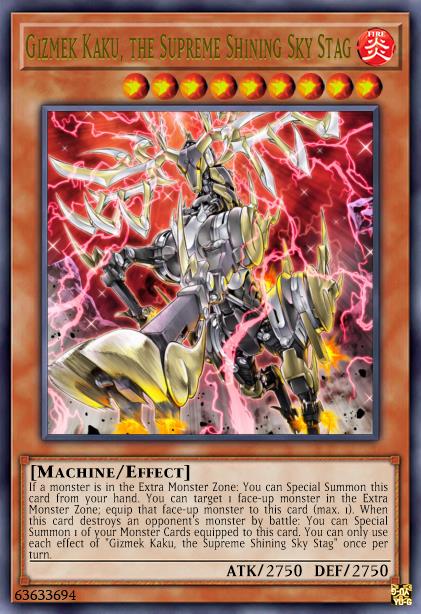 Gizmek Kaku, the Supreme Shining Sky Stag
FIRE
炎
[Machine/Effect]
If a monster is in the Extra Monster Zone: You can Special Summon this
card from your hand. You can target 1 face-up monster in the Extra
Monster Zone; equip that face-up monster to this card (max. 1). When
this card destroys an opponent's monster by battle: You can Special
Summon 1 of your Monster Cards equipped to this card. You can only use
each effect of "Gizmek Kaku, the Supreme Shining Sky Stag" once per
turn.
ATK/2750 DEF/2750
63633694